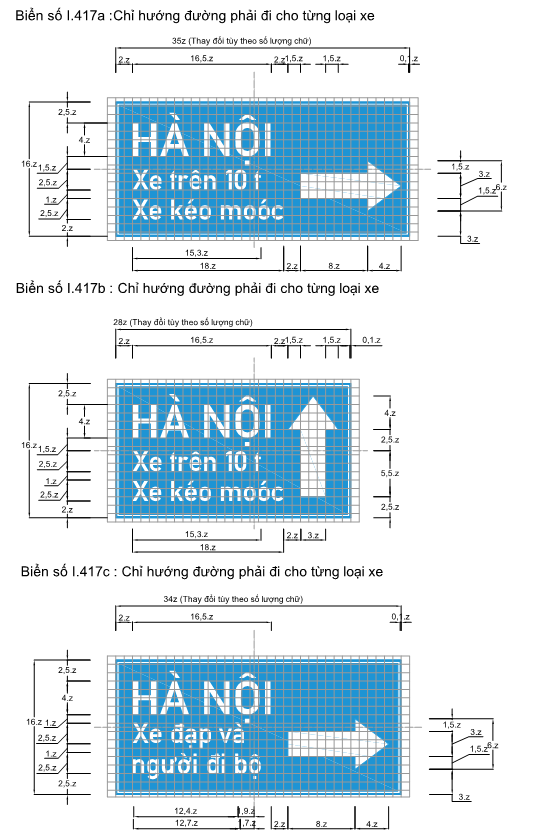 Biển số I.417a :Chỉ hướng đường phải đi cho từng loại xe
35z (Thay đổi tùy theo số lượng chữ)
2.z 16,5.z 2.z 1,5.z 1,5.z 0,1.z
2,5.z
4.z
16.z
1,5.z
2,5.z
1.z
2,5.z
2.z
HÀ NỘI
Xe trên 10 t
Xe kéo moóc
1,5.z
3.z
1,5.z
6.z
3.z
15,3.z
18.z 2.z 8.z 4.z
Biển số I.417b : Chỉ hướng đường phải đi cho từng loại xe
28z (Thay đổi tùy theo số lượng chữ)
2.z 16,5.z 2.z 1,5.z 1,5.z 0,1.z
2,5.z
4.z
16.z
1,5.z
2,5.z
1.z
2,5.z
2.z
HÀ NỘI
Xe trên 10 t
Xe kéo moóc
4.z
2,5.z
5,5.z
2,5.z
15,3.z 2.z 3.z
18.z
Biển số I.417c : Chỉ hướng đường phải đi cho từng loại xe
34z (Thay đổi tùy theo số lượng chữ)
2.z 16,5.z 0,1.z
2,5.z
4.z
16.z
1.z
2,5.z
1.z
2,5.z
2.z
HÀ NỘI
Xe đạp và
người đi bộ
1,5.z
3.z
1,5.z
6.z
3.z
12,4.z 1,9.z
12,7.z 1,7.z 2.z 8.z 4.z